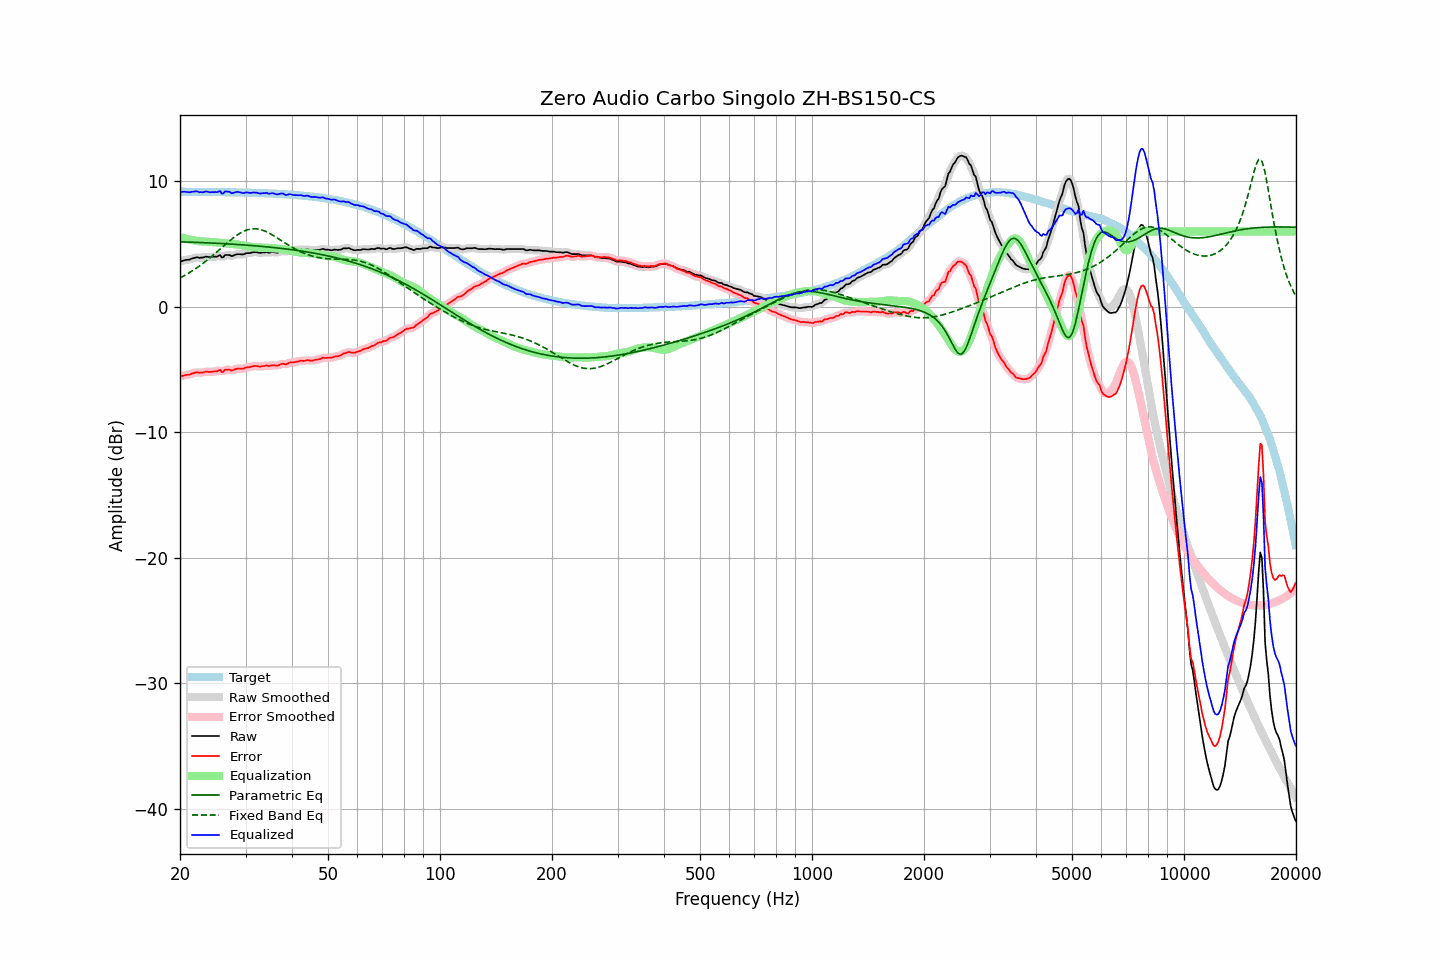 Zero Audio Carbo Singolo ZH-BS150-CS
10
0
−10
−20
−30
−40
Amplitude (dBr)
Target
Raw Smoothed
Error Smoothed
Raw
Error
Equalization
Parametric Eq
Fixed Band Eq
Equalized
20 50 100 200 500 1000 2000 5000 10000 20000
Frequency (Hz)